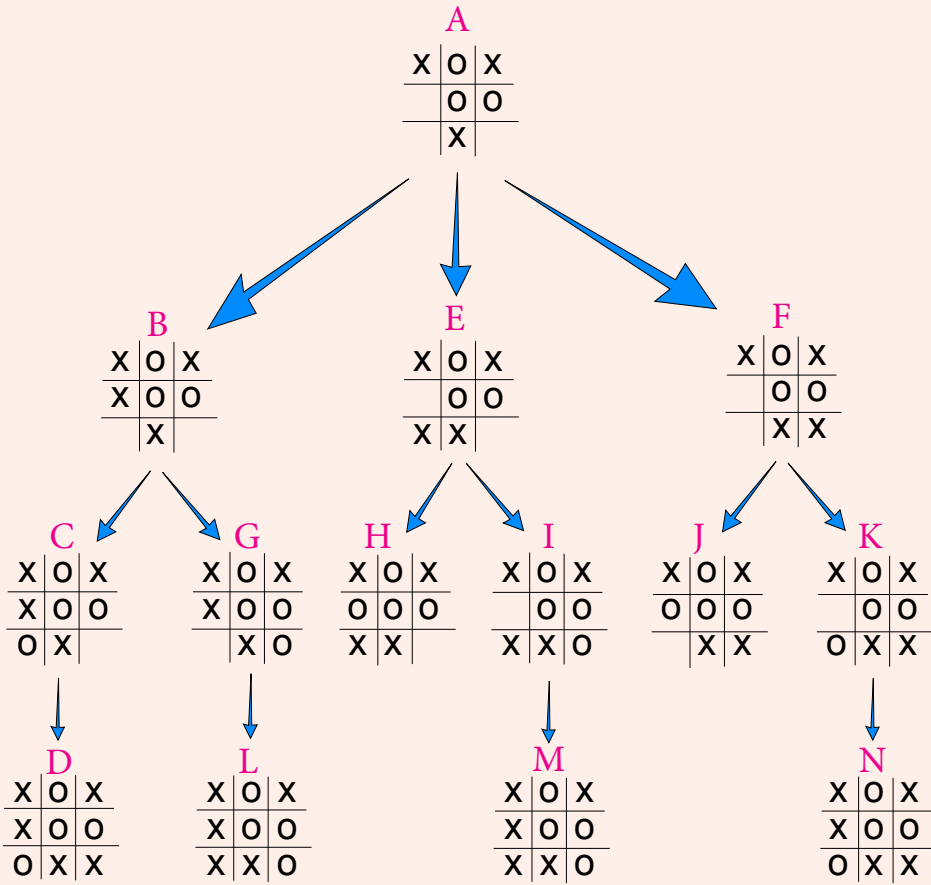 A
X O X
O O
X
B
X O X
X O O
X
E
X O X
O O
X X
F
X O X
O O
X X
C
X O X
X O O
O X
G
X O X
X O O
X O
H
X O X
O O O
X X
I
X O X
O O
X X O
J
X O X
O O O
X X
K
X O X
O O
O X X
D
X O X
X O O
O X X
L
X O X
X O O
X X O
M
X O X
X O O
X X O
N
X O X
X O O
O X X